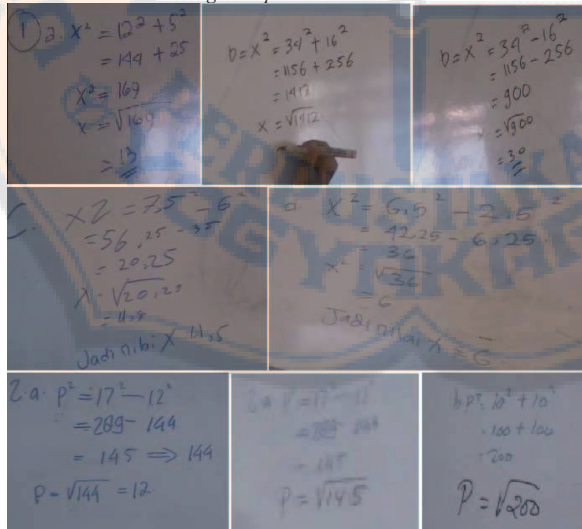 ① a. x² = 12² + 5²
= 144 + 25
x² = 169
x = √169
= 13
b = x² = 34² + 16²
= 1156 + 256
= 1412
x = √1412
b = x² = 34² - 16²
= 1156 - 256
= 900
x = √900
= 30
C. x2 = 7,5² - 6²
= 56,25 -
= 20,25
x = √20,25
Jadi nilai x 4,5
d. x² = 6,5² - 2,5²
= 42,25 - 6,25
= 36
x² √36
= 6
Jadi nilai x = 6
2.a. p² = 17² - 12²
= 289 - 144
= 145 ⇒ 144
p = √144 = 12
2 a p² = 17² - 12²
= 289 - 144
= 145
P = √145
b p² = 10² + 10²
= 100 + 100
= 200
P = √200